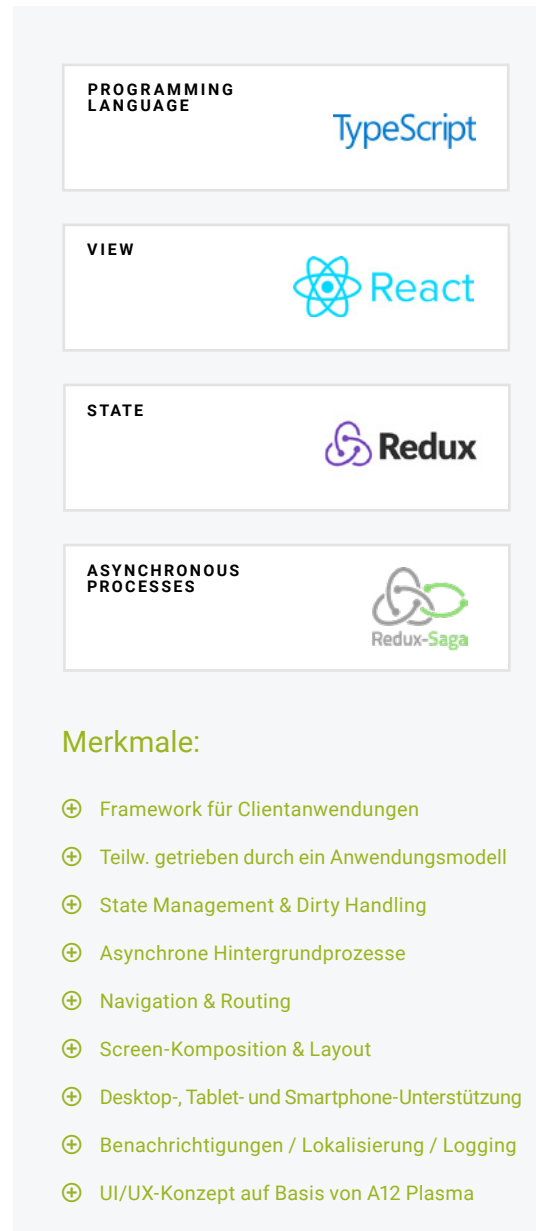 PROGRAMMING
LANGUAGE
TypeScript
VIEW
React
STATE
Redux
ASYNCHRONOUS
PROCESSES
Redux-Saga
Merkmale:
Framework für Clientanwendungen
Teilw. getrieben durch ein Anwendungsmodell
State Management & Dirty Handling
Asynchrone Hintergrundprozesse
Navigation & Routing
Screen-Komposition & Layout
Desktop-, Tablet- und Smartphone-Unterstützung
Benachrichtigungen / Lokalisierung / Logging
UI/UX-Konzept auf Basis von A12 Plasma